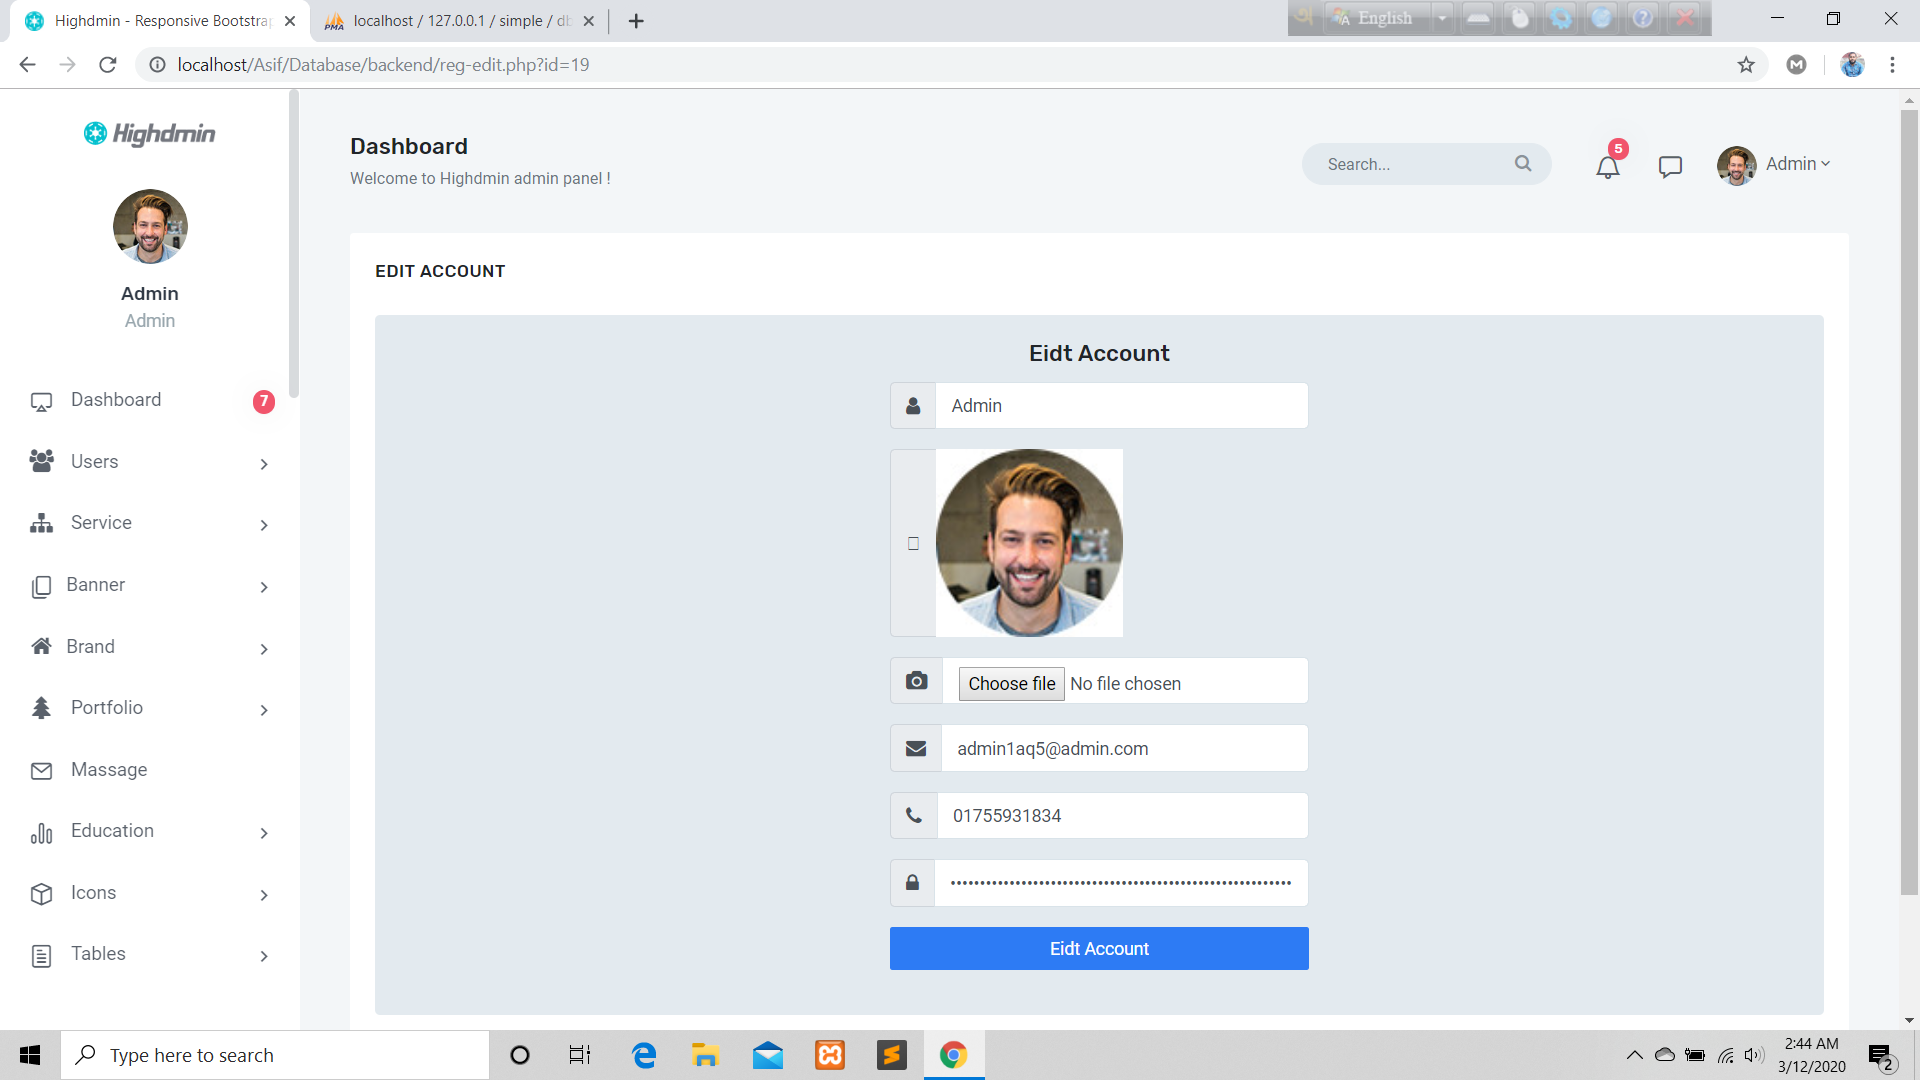 Highdmin - Responsive Bootstrap
localhost / 127.0.0.1 / simple / db
English
localhost/Asif/Database/backend/reg-edit.php?id=19
M
Highdmin
Admin
Admin
Dashboard 7
Users
Service
Banner
Brand
Portfolio
Massage
Education
Icons
Tables
Dashboard
Welcome to Highdmin admin panel !
Search...
5
Admin
EDIT ACCOUNT
Eidt Account
Admin
Choose file No file chosen
admin1aq5@admin.com
01755931834
Eidt Account
Type here to search
2:44 AM
3/12/2020
2